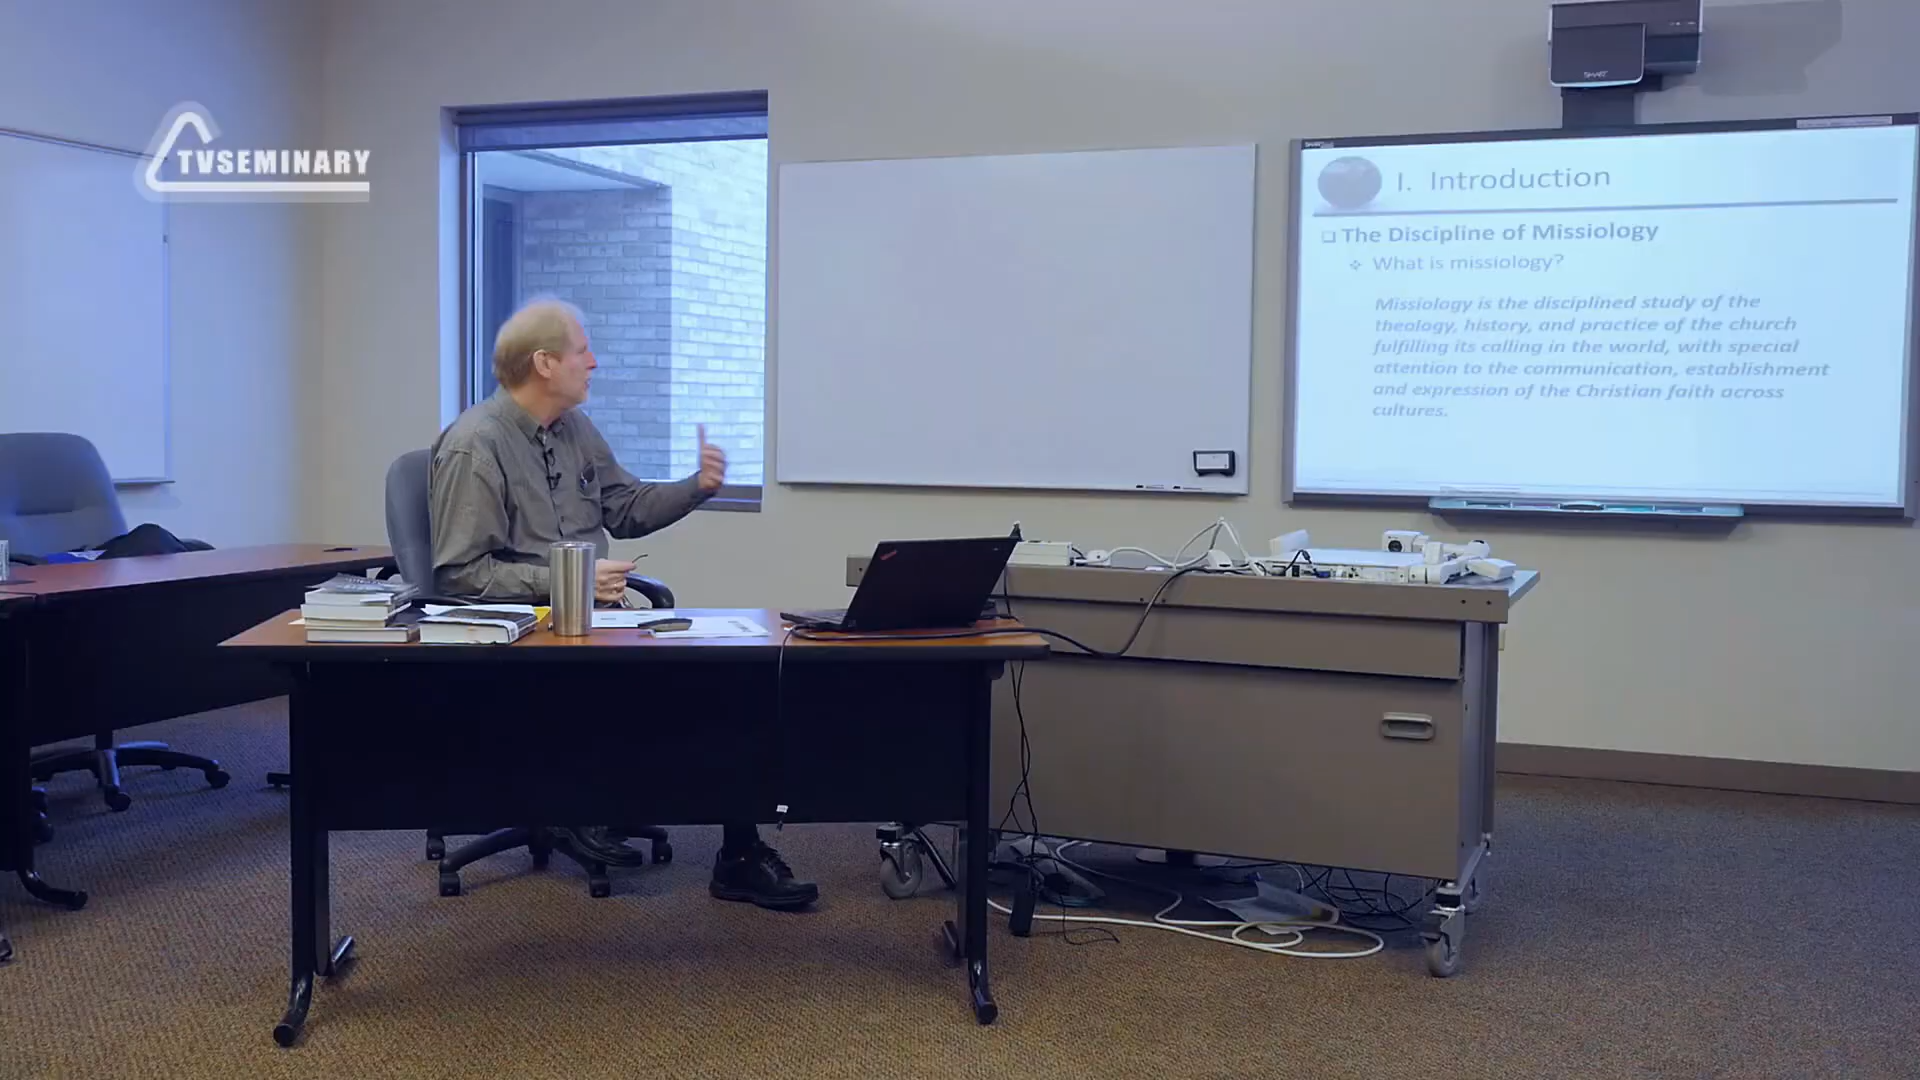 TVSEMINARY
SMART
I. Introduction
❑ The Discipline of Missiology
❖ What is missiology?
Missiology is the disciplined study of the
theology, history, and practice of the church
fulfilling its calling in the world, with special
attention to the communication, establishment
and expression of the Christian faith across
cultures.